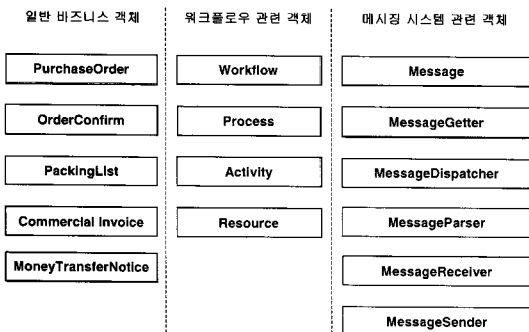 일반 비즈니스 객체
PurchaseOrder
OrderConfirm
PackingList
Commercial Invoice
MoneyTransferNotice
워크플로우 관련 객체
Workflow
Process
Activity
Resource
메시징 시스템 관련 객체
Message
MessageGetter
MessageDispatcher
MessageParser
MessageReceiver
MessageSender